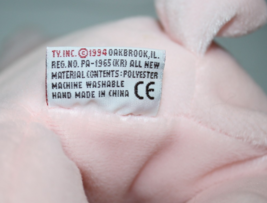 TY, INC. ©1994 OAKBROOK, IL.
REG. NO. PA-1965(KR) ALL NEW
MATERIAL CONTENTS: POLYESTER
MACHINE WASHABLE
HAND MADE IN CHINA CE